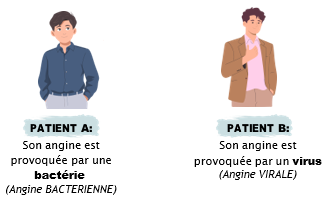 PATIENT A:
Son angine est
provoquée par une
bactérie
(Angine BACTERIENNE)
PATIENT B:
Son angine est
provoquée par un virus
(Angine VIRALE)